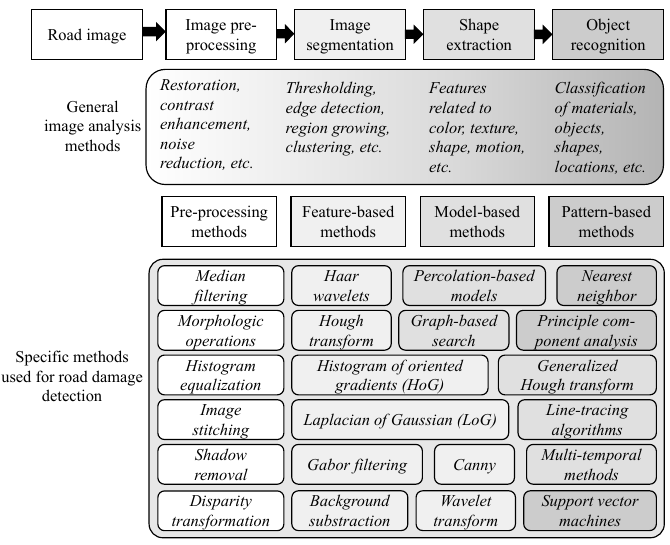 Road image
Image pre-
processing
Image
segmentation
Shape
extraction
Object
recognition
General
image analysis
methods
Restoration,
contrast
enhancement,
noise
reduction, etc.
Thresholding,
edge detection,
region growing,
clustering, etc.
Features
related to
color, texture,
shape, motion,
etc.
Classification
of materials,
objects,
shapes,
locations, etc.
Pre-processing
methods
Feature-based
methods
Model-based
methods
Pattern-based
methods
Specific methods
used for road damage
detection
Median
filtering
Haar
wavelets
Percolation-based
models
Nearest
neighbor
Morphologic
operations
Hough
transform
Graph-based
search
Principle com-
ponent analysis
Histogram
equalization
Histogram of oriented
gradients (HoG)
Generalized
Hough transform
Image
stitching
Laplacian of Gaussian (LoG)
Line-tracing
algorithms
Shadow
removal
Gabor filtering
Canny
Multi-temporal
methods
Disparity
transformation
Background
substraction
Wavelet
transform
Support vector
machines